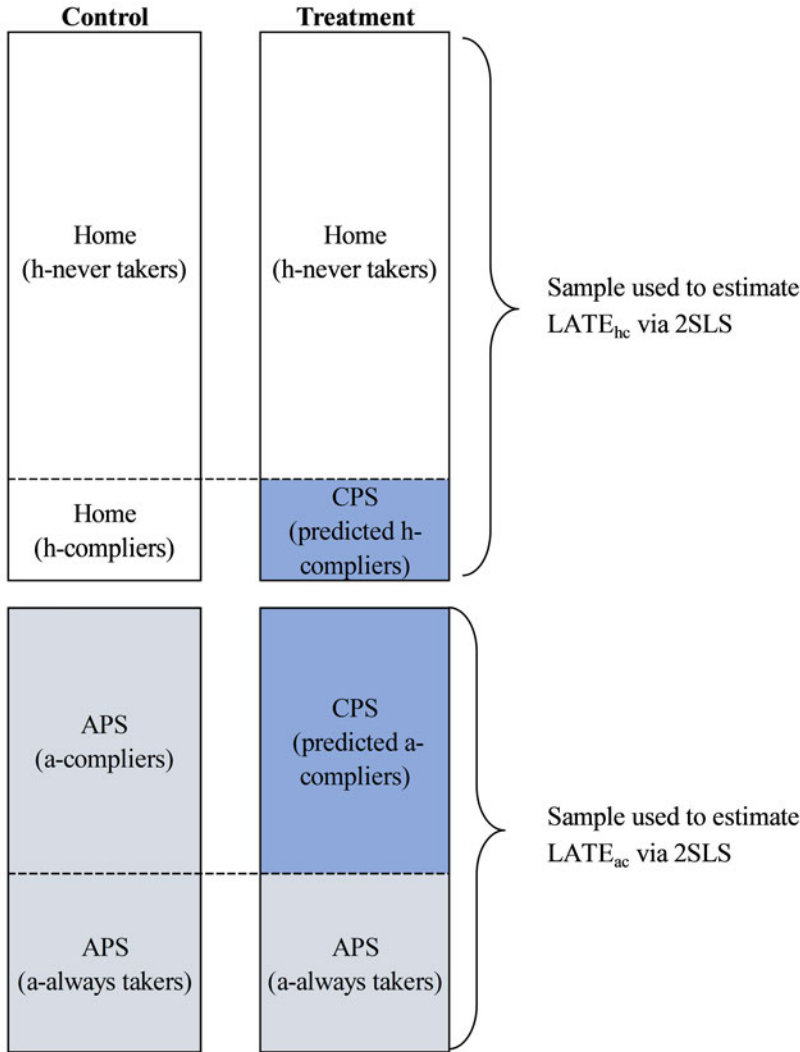 Control
Treatment
Home
(h-never takers)
Home
(h-never takers)
Sample used to estimate
LATEhc via 2SLS
Home
(h-compliers)
CPS
(predicted h-
compliers)
APS
(a-compliers)
CPS
(predicted a-
compliers)
Sample used to estimate
LATEac via 2SLS
APS
(a-always takers)
APS
(a-always takers)